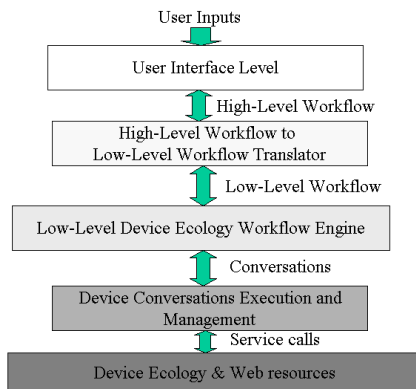 User Inputs
User Interface Level
High-Level Workflow
High-Level Workflow to
Low-Level Workflow Translator
Low-Level Workflow
Low-Level Device Ecology Workflow Engine
Conversations
Device Conversations Execution and
Management
Service calls
Device Ecology & Web resources